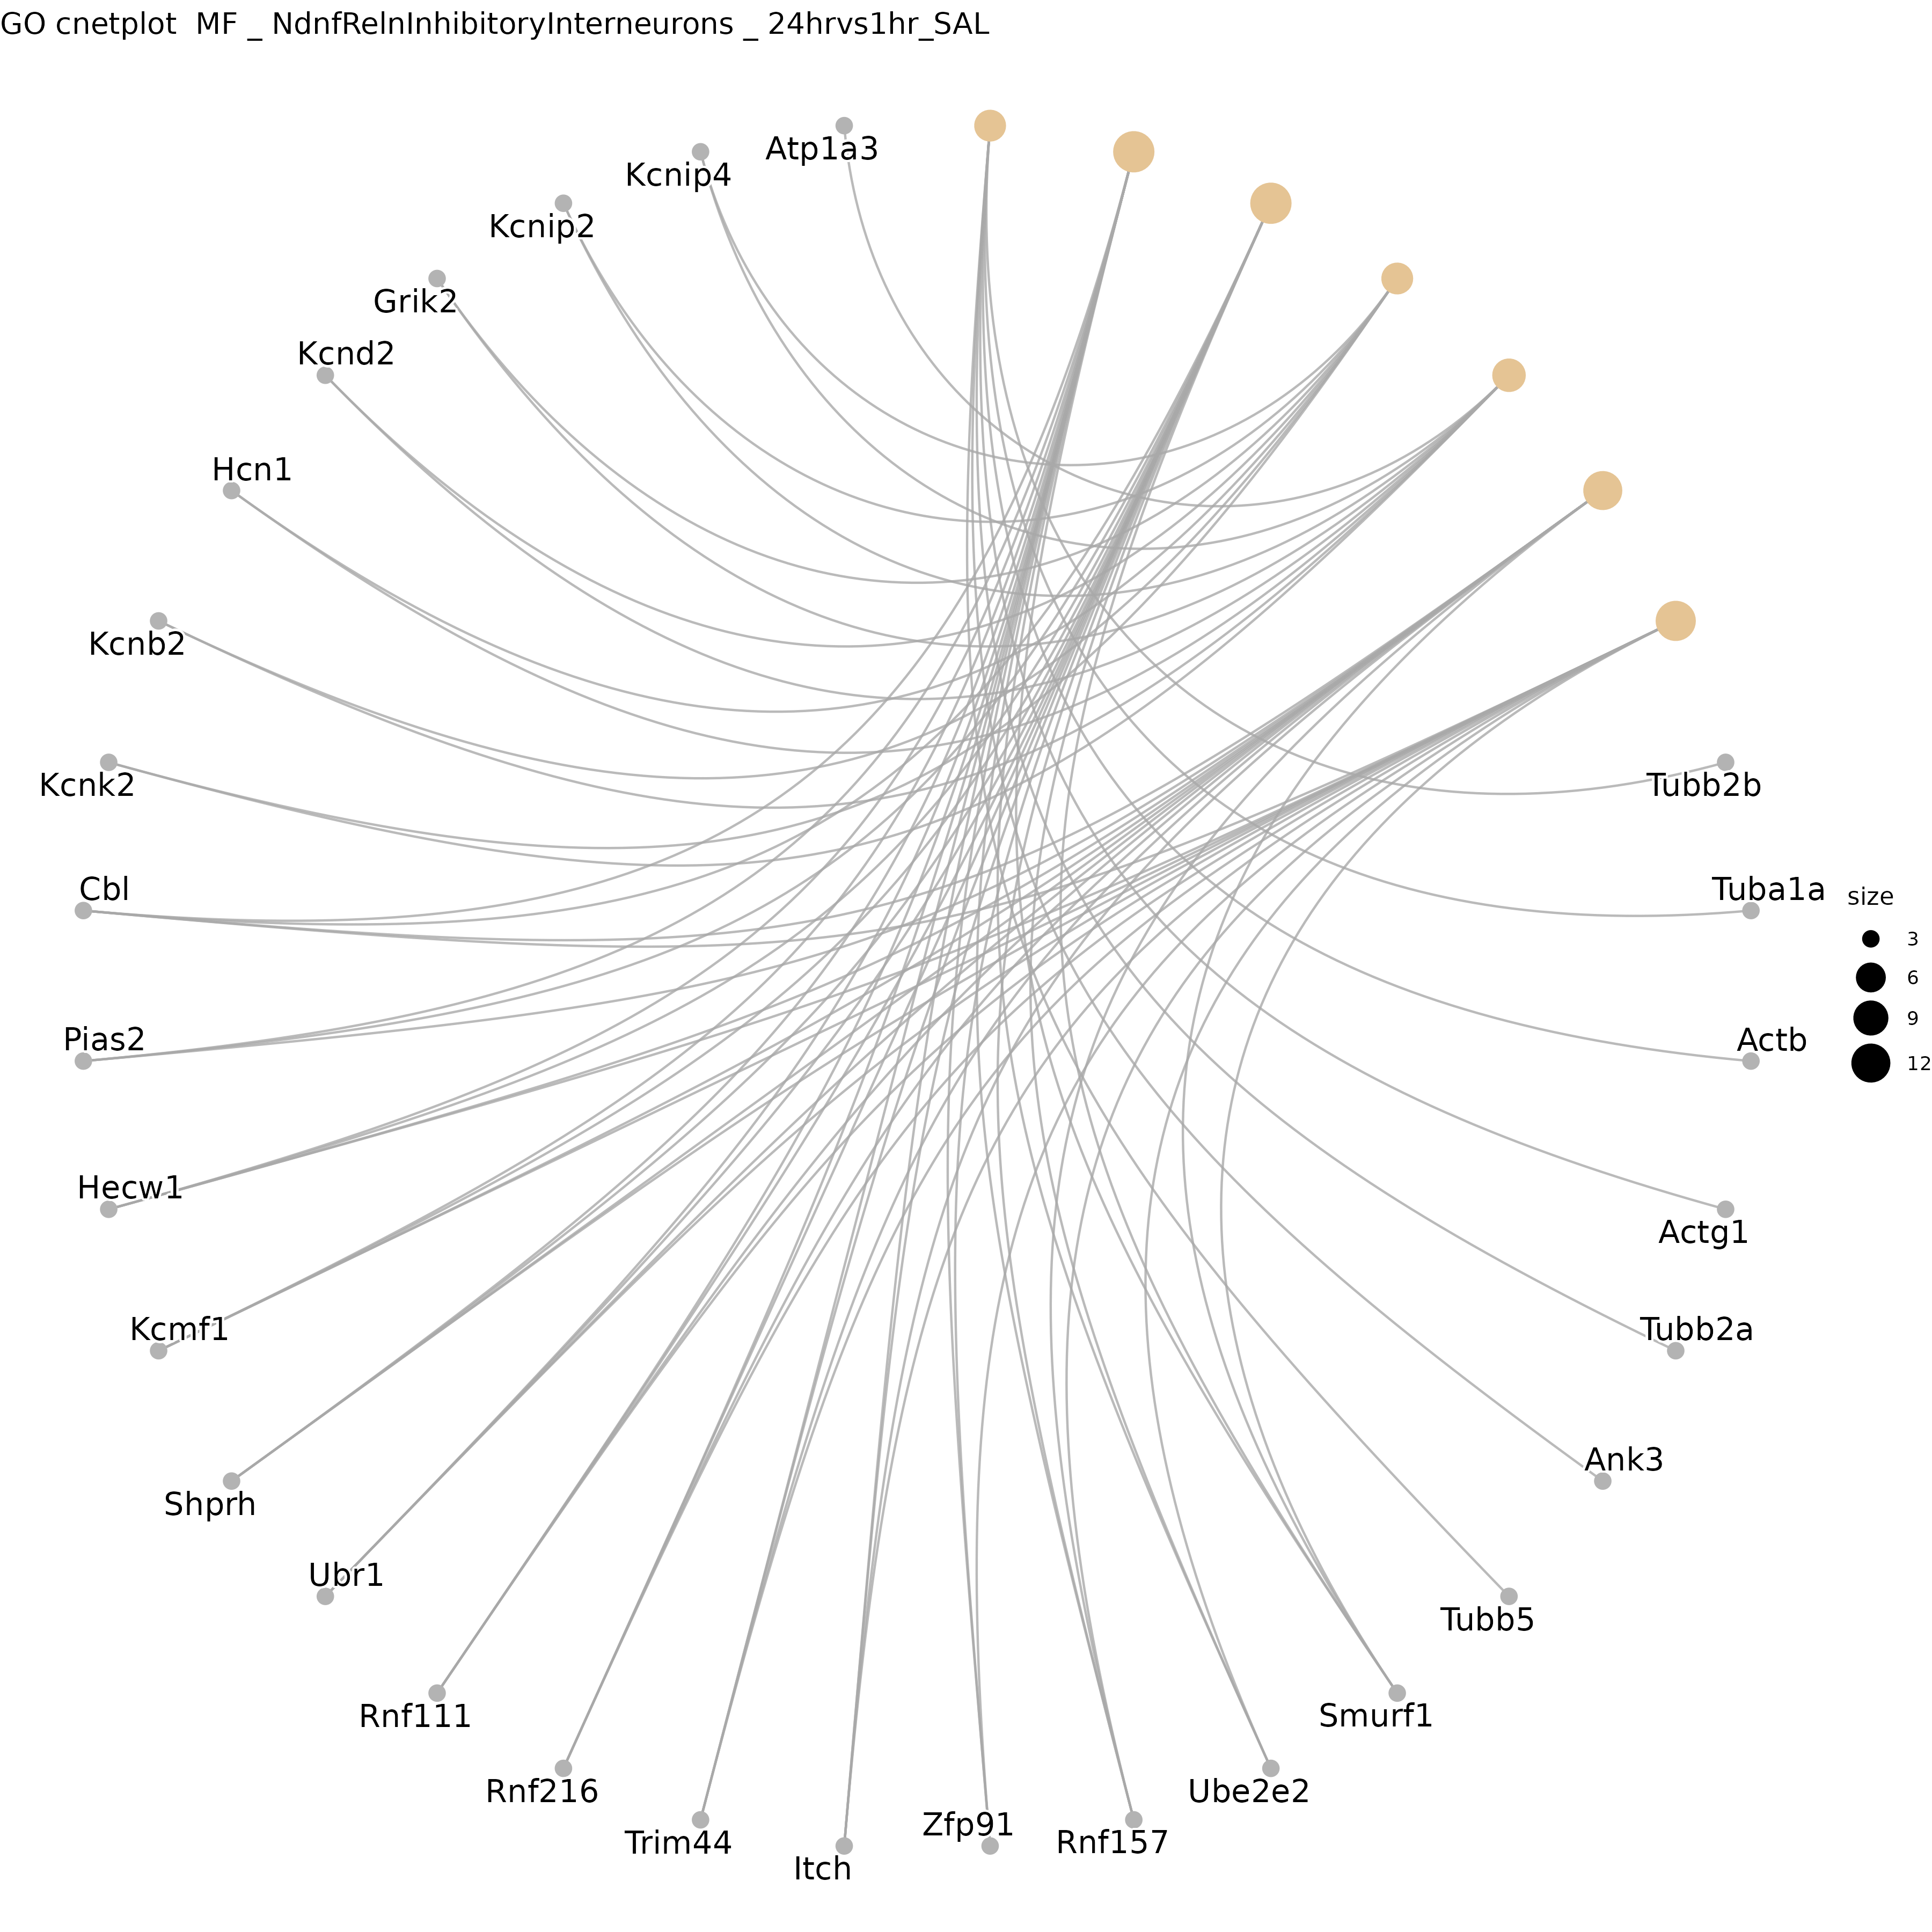 GO cnetplot  MF _ NdnfRelnInhibitoryInterneurons _ 24hrvs1hr_SAL
Atp1a3
Kcnip4
Kcnip2
Grik2
Kcnd2
Hcn1
Kcnb2
Kcnk2
Tubb2b
Cbl
Tuba1a
size
3
6
9
12
Pias2
Actb
Hecw1
Actg1
Kcmf1
Tubb2a
Ank3
Shprh
Ubr1
Tubb5
Rnf111
Smurf1
Rnf216
Ube2e2
Trim44
Zfp91
Rnf157
Itch